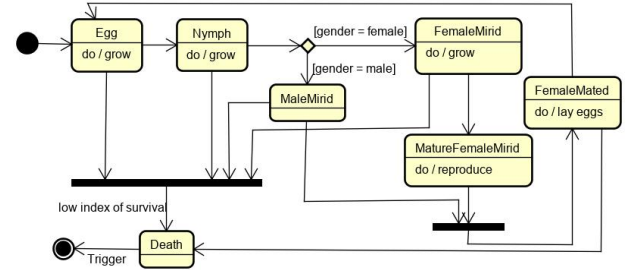 Egg
do / grow
Nymph
do / grow
[gender = female]
[gender = male]
FemaleMirid
do / grow
MaleMirid
FemaleMated
do / lay eggs
MatureFemaleMirid
do / reproduce
low index of survival
Death
Trigger